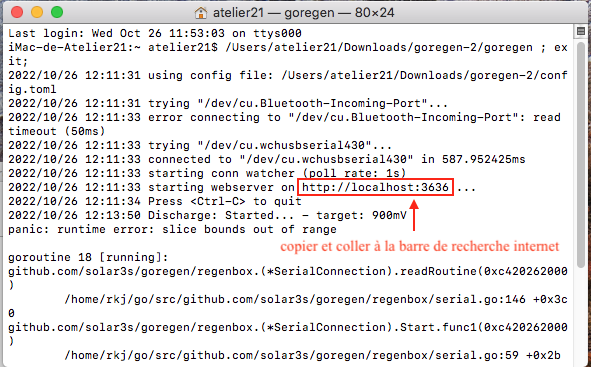 atelier21 — goregen — 80×24
Last login: Wed Oct 26 11:53:03 on ttys000
iMac-de-Atelier21:~ atelier21$ /Users/atelier21/Downloads/goregen-2/goregen ; ex
it;
2022/10/26 12:11:31 using config file: /Users/atelier21/Downloads/goregen-2/conf
ig.toml
2022/10/26 12:11:31 trying "/dev/cu.Bluetooth-Incoming-Port"...
2022/10/26 12:11:33 error connecting to "/dev/cu.Bluetooth-Incoming-Port": read
timeout (50ms)
2022/10/26 12:11:33 trying "/dev/cu.wchusbserial430"...
2022/10/26 12:11:33 connected to "/dev/cu.wchusbserial430" in 587.952425ms
2022/10/26 12:11:33 starting conn watcher (poll rate: 1s)
2022/10/26 12:11:33 starting webserver on http://localhost:3636 ...
2022/10/26 12:11:34 Press <Ctrl-C> to quit
2022/10/26 12:13:50 Discharge: Started... - target: 900mV
panic: runtime error: slice bounds out of range
copier et coller à la barre de recherche internet
goroutine 18 [running]:
github.com/solar3s/goregen/regenbox.(*SerialConnection).readRoutine(0xc420262000
)
/home/rkj/go/src/github.com/solar3s/goregen/regenbox/serial.go:146 +0x3c
0
github.com/solar3s/goregen/regenbox.(*SerialConnection).Start.func1(0xc420262000
)
/home/rkj/go/src/github.com/solar3s/goregen/regenbox/serial.go:59 +0x2b